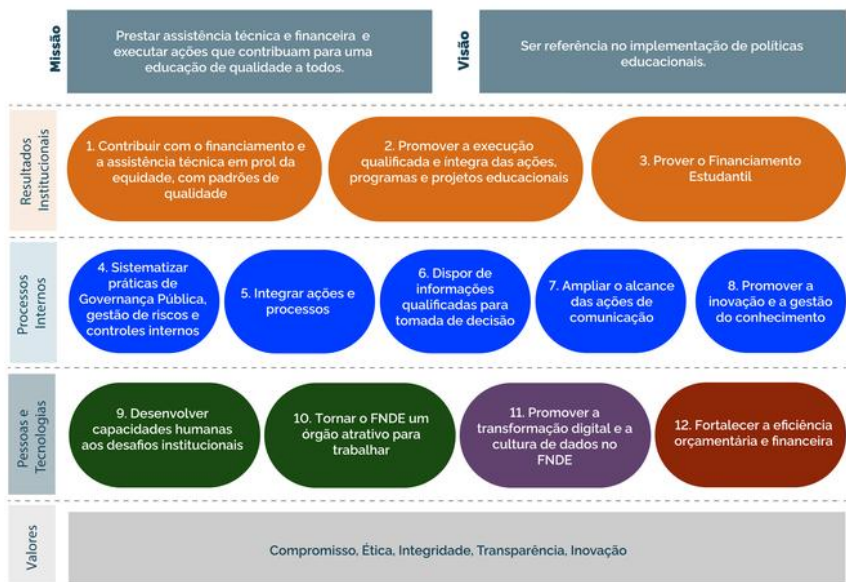 Missão
Prestar assistência técnica e financeira e
executar ações que contribuam para uma
educação de qualidade a todos.
Visão
Ser referência no implementação de políticas
educacionais.
Resultados
Institucionais
1. Contribuir com o financiamento e
a assistência técnica em prol da
equidade, com padrões de
qualidade
2. Promover a execução
qualificada e íntegra das ações,
programas e projetos educacionais
3. Prover o Financiamento
Estudantil
Processos
Internos
4. Sistematizar
práticas de
Governança Pública,
gestão de riscos e
controles internos
5. Integrar ações e
processos
6. Dispor de
informações
qualificadas para
tomada de decisão
7. Ampliar o alcance
das ações de
comunicação
8. Promover a
inovação e a gestão
do conhecimento
Pessoas e
Tecnologias
9. Desenvolver
capacidades humanas
aos desafios institucionais
10. Tornar o FNDE um
órgão atrativo para
trabalhar
11. Promover a
transformação digital e a
cultura de dados no
FNDE
12. Fortalecer a eficiência
orçamentária e financeira
Valores
Compromisso, Ética, Integridade, Transparência, Inovação